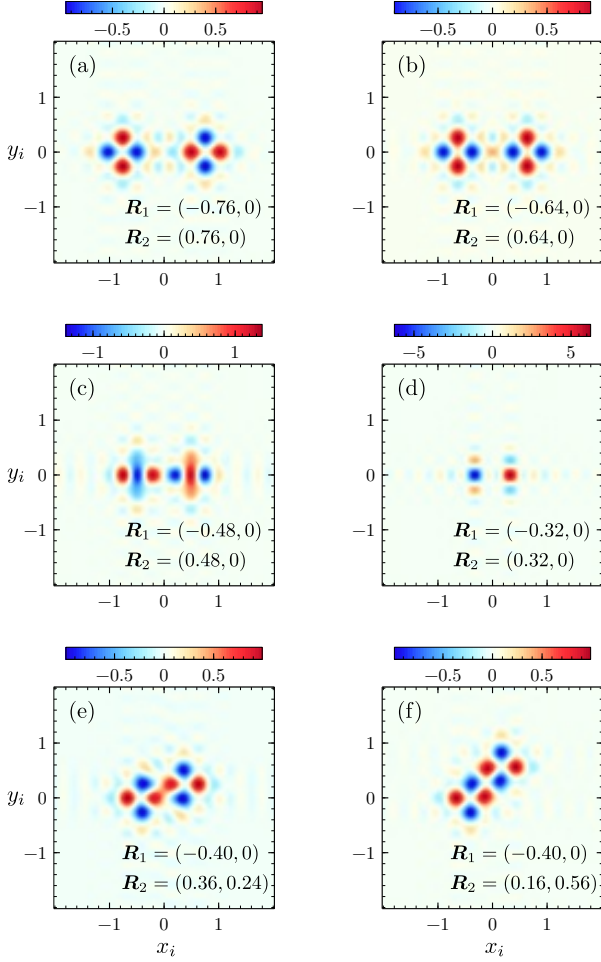 −0.5 0 0.5
−0.5 0 0.5
(a)
(b)
1
0
−1
y_i
R_1 = (−0.76, 0)
R_2 = (0.76, 0)
R_1 = (−0.64, 0)
R_2 = (0.64, 0)
−1 0 1
−1 0 1
−1 0 1
−5 0 5
(c)
(d)
1
0
−1
y_i
R_1 = (−0.48, 0)
R_2 = (0.48, 0)
R_1 = (−0.32, 0)
R_2 = (0.32, 0)
−1 0 1
−1 0 1
−0.5 0 0.5
−0.5 0 0.5
(e)
(f)
1
0
−1
y_i
R_1 = (−0.40, 0)
R_2 = (0.36, 0.24)
R_1 = (−0.40, 0)
R_2 = (0.16, 0.56)
−1 0 1
−1 0 1
x_i
x_i